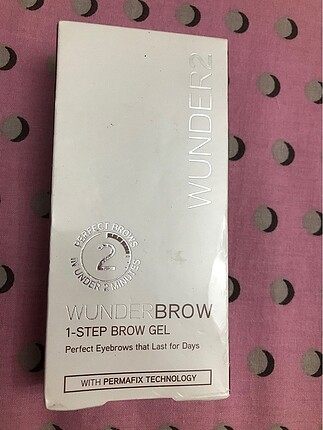 WUNDER2
PERFECT BROWS
2
IN UNDER 2 MINUTES
WUNDERBROW
1-STEP BROW GEL
Perfect Eyebrows that Last for Days
WITH PERMAFIX TECHNOLOGY